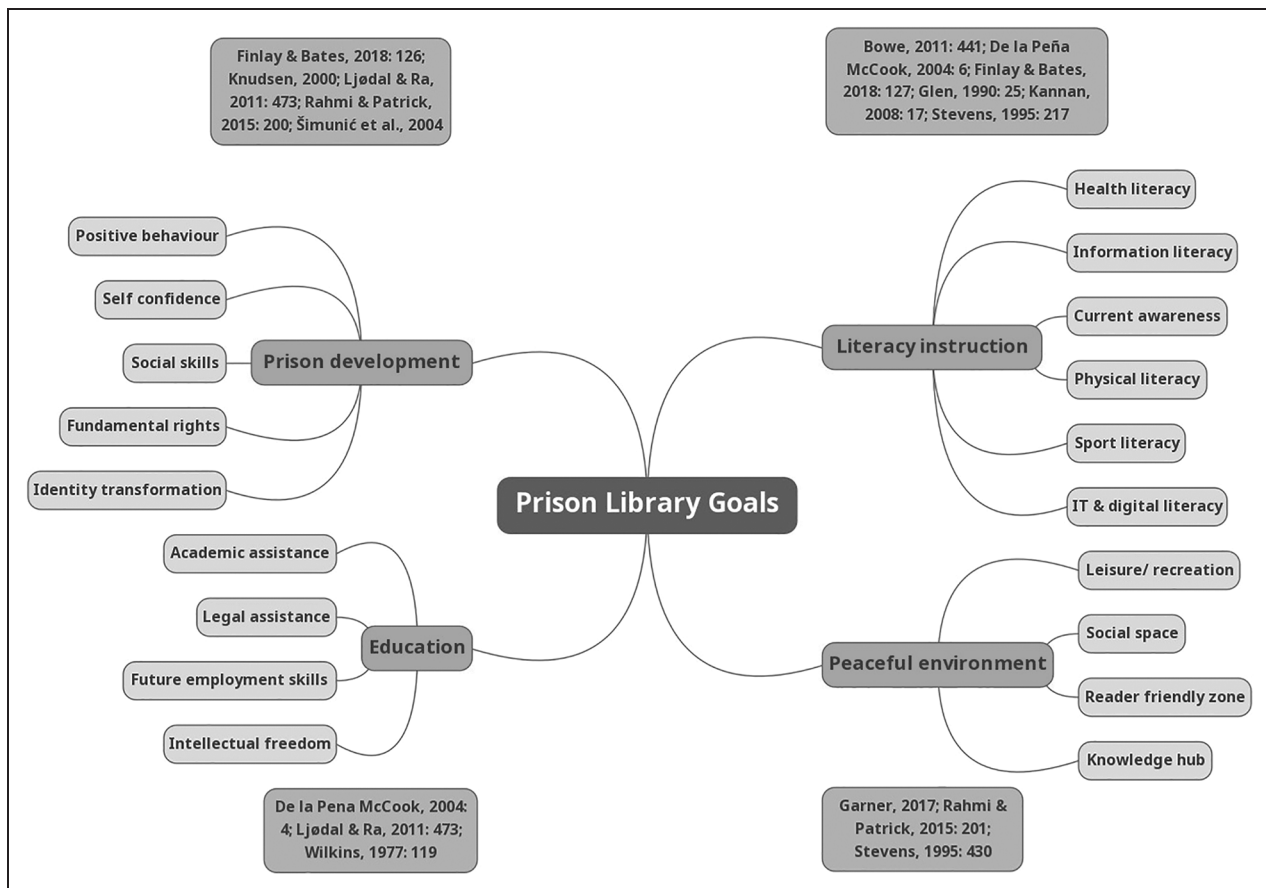 Finlay & Bates, 2018: 126;
Knudsen, 2000; Ljødal & Ra,
2011: 473; Rahmi & Patrick,
2015: 200; Šimunić et al., 2004
Bowe, 2011: 441; De la Peña
McCook, 2004: 6; Finlay & Bates,
2018: 127; Glen, 1990: 25; Kannan,
2008: 17; Stevens, 1995: 217
Positive behaviour
Self confidence
Social skills
Fundamental rights
Identity transformation
Prison development
Health literacy
Information literacy
Current awareness
Physical literacy
Sport literacy
IT & digital literacy
Literacy instruction
Prison Library Goals
Academic assistance
Legal assistance
Future employment skills
Intellectual freedom
Education
Leisure/ recreation
Social space
Reader friendly zone
Knowledge hub
Peaceful environment
De la Pena McCook, 2004:
4; Ljødal & Ra, 2011: 473;
Wilkins, 1977: 119
Garner, 2017; Rahmi &
Patrick, 2015: 201;
Stevens, 1995: 430